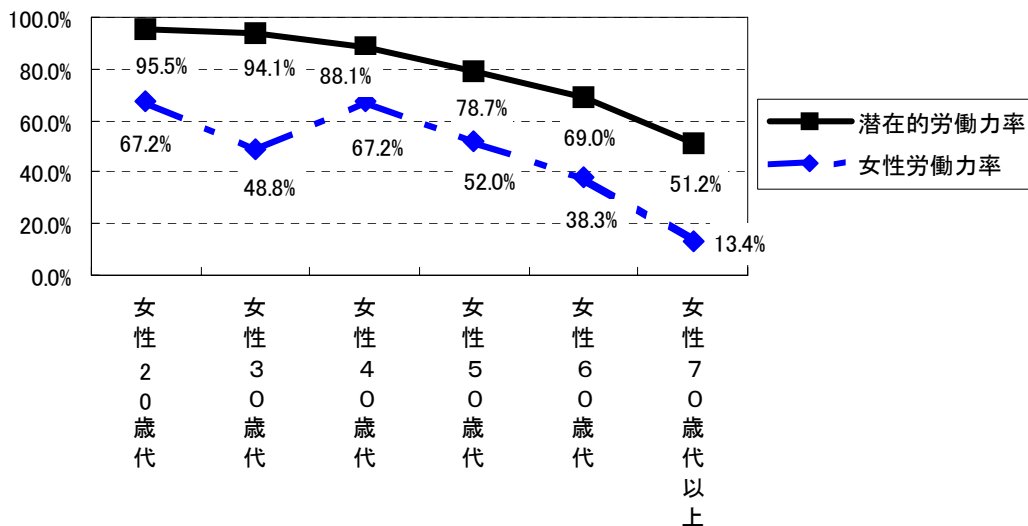 100.0%
80.0%
60.0%
40.0%
20.0%
0.0%
95.5%
94.1%
88.1%
78.7%
69.0%
51.2%
67.2%
48.8%
67.2%
52.0%
38.3%
13.4%
潜在的労働力率
女性労働力率
女性20歳代
女性３０歳代
女性４０歳代
女性５０歳代
女性６０歳代
女性７０歳代以上